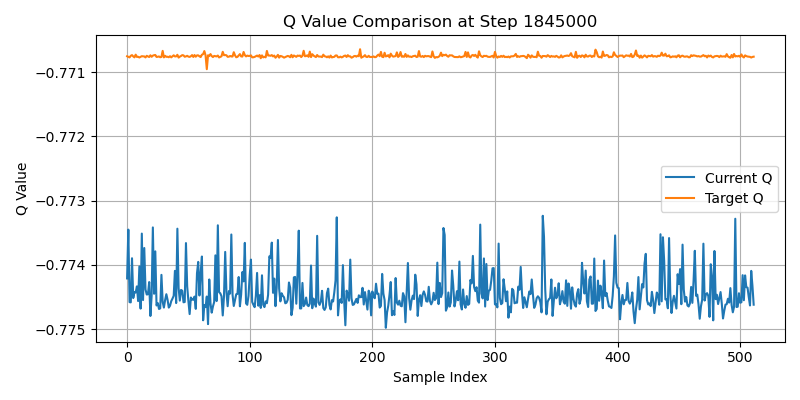 Q Value Comparison at Step 1845000
−0.771
−0.772
−0.773
−0.774
−0.775
Q Value
Current Q
Target Q
0
100
200
300
400
500
Sample Index